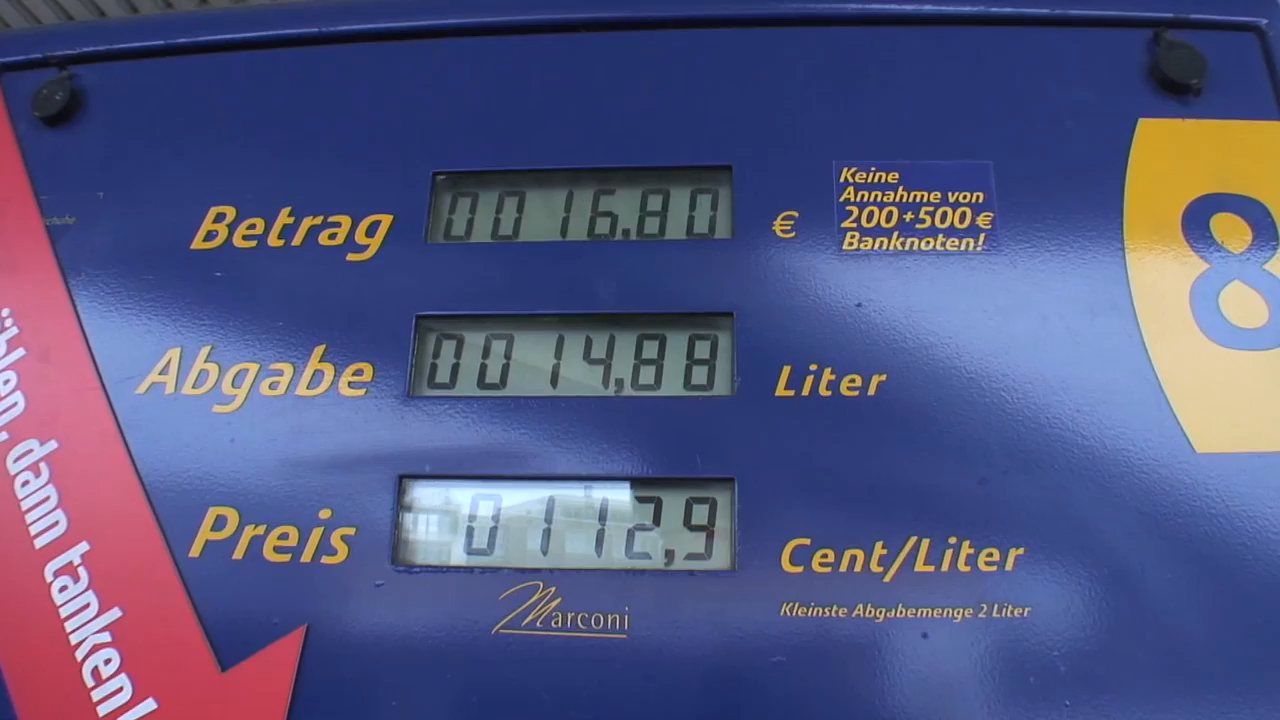 Betrag 0016.80 €
Keine
Annahme von
200+500 €
Banknoten!
8
Abgabe 0014,88 Liter
Preis 0112,9 Cent/Liter
Marconi
Kleinste Abgabemenge 2 Liter
dann tanken!